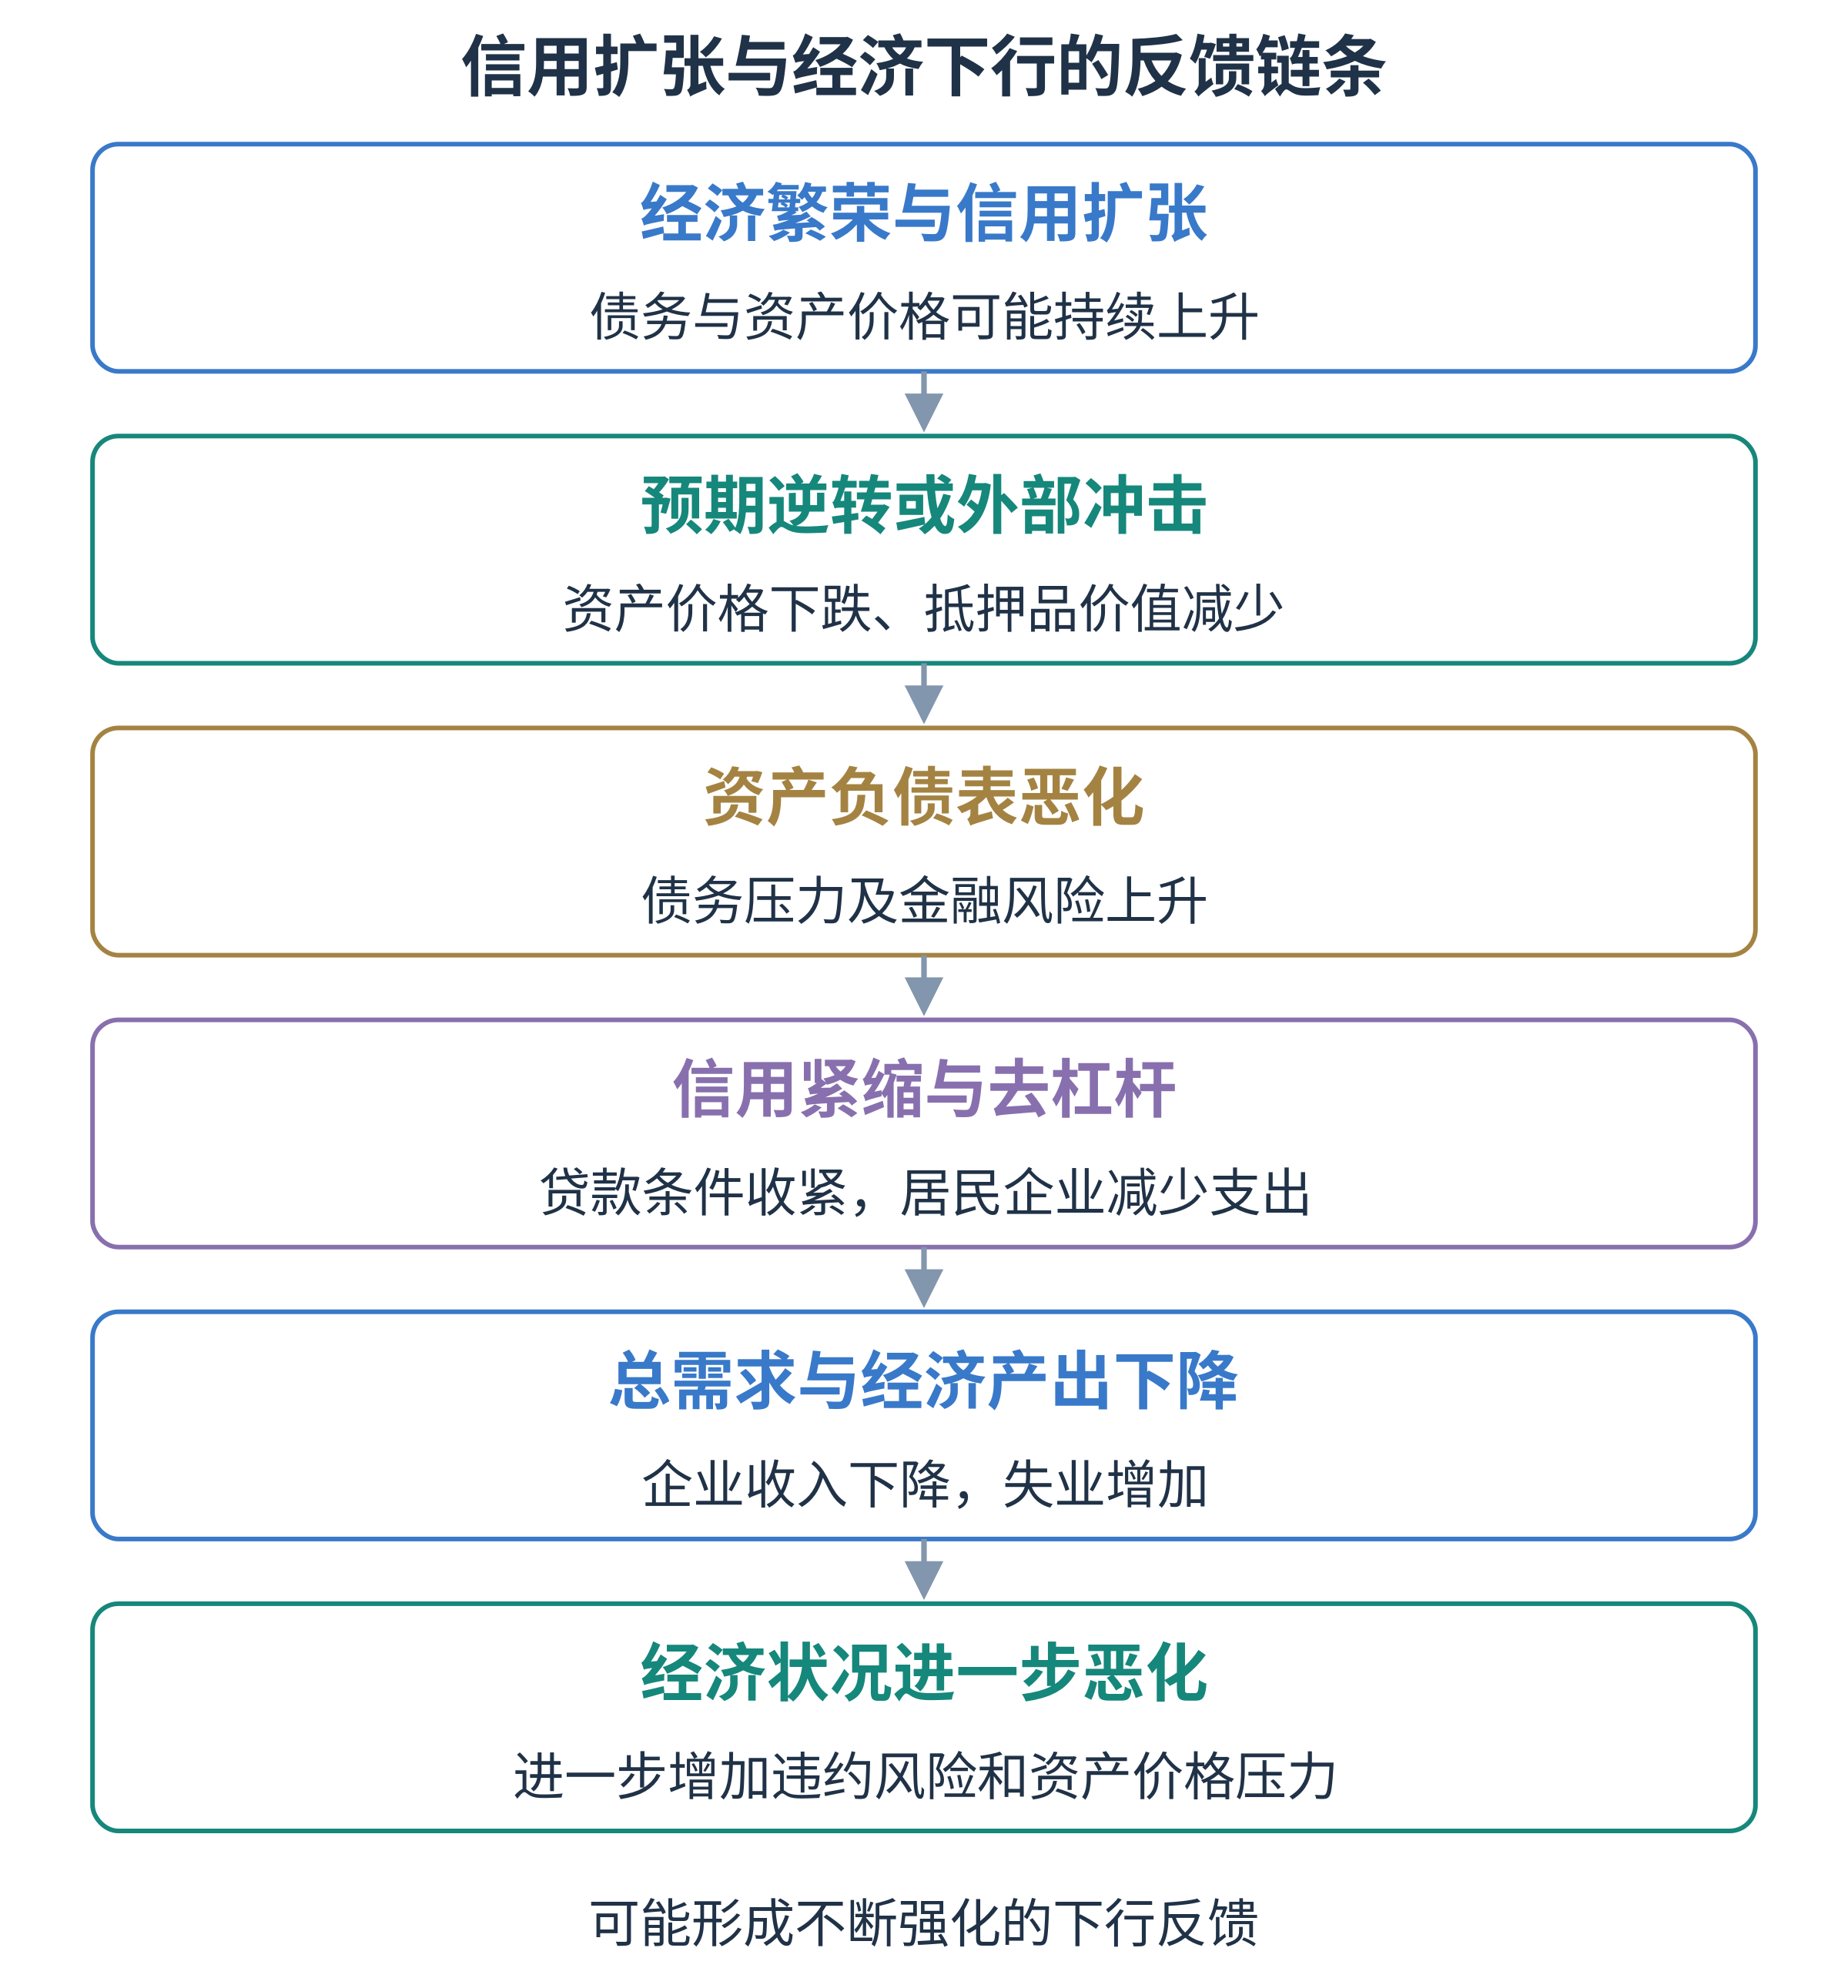 信用扩张与经济下行的反馈链条
经济繁荣与信用扩张
债务与资产价格可能持续上升
预期逆转或外部冲击
资产价格下跌、抵押品价值减少
资产负债表恶化
债务压力及金融风险上升
信用紧缩与去杠杆
贷款条件收紧，居民企业减少支出
总需求与经济产出下降
企业收入下降，失业增加
经济状况进一步恶化
进一步增加违约风险和资产价格压力
可能形成不断强化的下行反馈